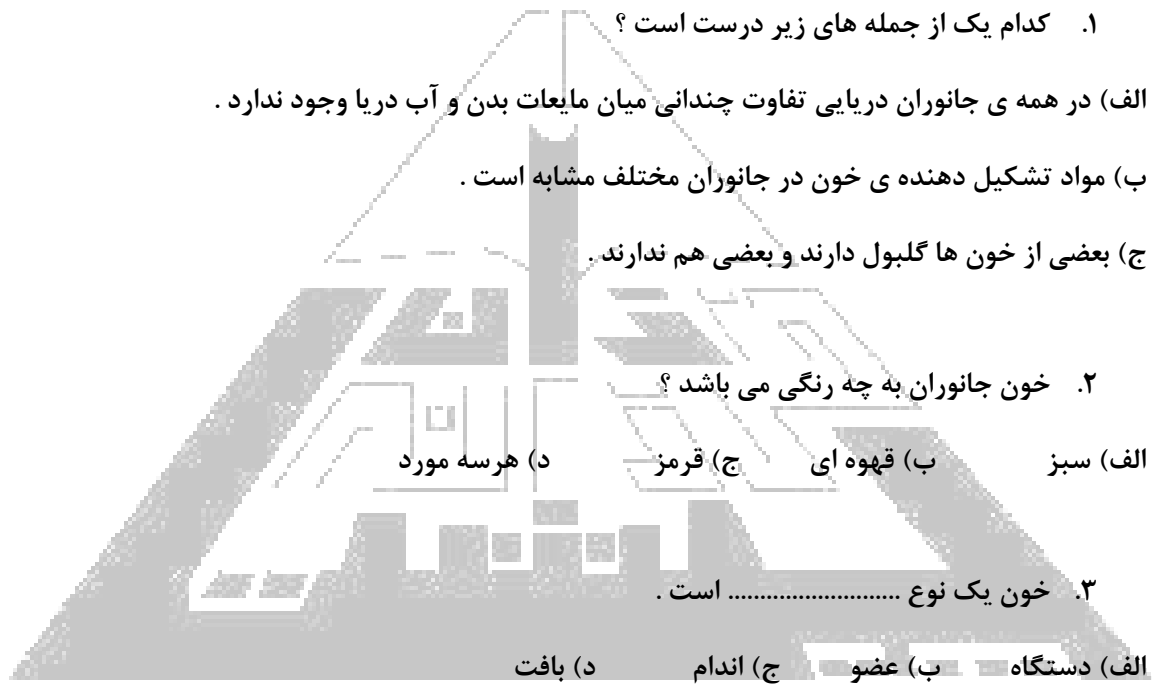 ۱. کدام یک از جمله های زیر درست است ؟
الف) در همه ی جانوران دریایی تفاوت چندانی میان مایعات بدن و آب دریا وجود ندارد .
ب) مواد تشکیل دهنده ی خون در جانوران مختلف مشابه است .
ج) بعضی از خون ها گلبول دارند و بعضی هم ندارند .
۲. خون جانوران به چه رنگی می باشد ؟
الف) سبز ب) قهوه ای ج) قرمز د) هرسه مورد
۳. خون یک نوع ........................... است .
الف) دستگاه ب) عضو ج) اندام د) بافت